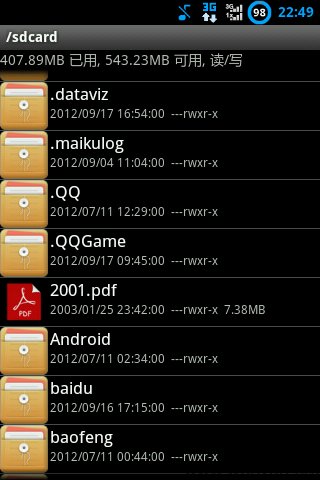 3G 3G 98 22:49
/sdcard
407.89MB 已用, 543.23MB 可用, 读/写
.dataviz
2012/09/17 16:54:00 ---rwxr-x
.maikulog
2012/09/04 11:04:00 ---rwxr-x
.QQ
2012/07/11 12:29:00 ---rwxr-x
.QQGame
2012/09/17 09:45:00 ---rwxr-x
2001.pdf
PDF
2003/01/25 23:42:00 ---rwxr-x 7.38MB
Android
2012/07/11 02:34:00 ---rwxr-x
baidu
2012/09/16 17:15:00 ---rwxr-x
baofeng
2012/07/11 00:44:00 ---rwxr-x